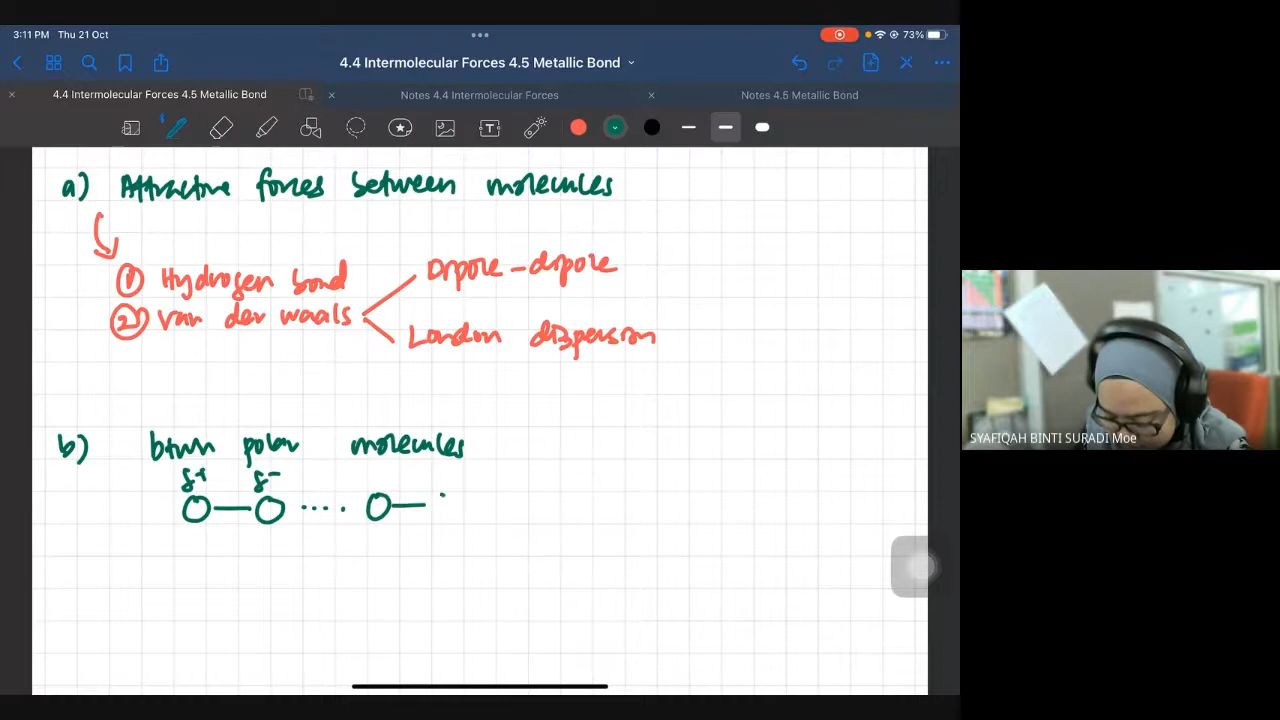 3:11 PM Thu 21 Oct
73%
4.4 Intermolecular Forces 4.5 Metallic Bond
4.4 Intermolecular Forces 4.5 Metallic Bond
Notes 4.4 Intermolecular Forces
Notes 4.5 Metallic Bond
a) Attractive forces between molecules
① Hydrogen bond
② van der waals
Dipole - dipole
London dispersion
b) btwn polar molecules
δ+ δ-
SYAFIQAH BINTI SURADI Moe